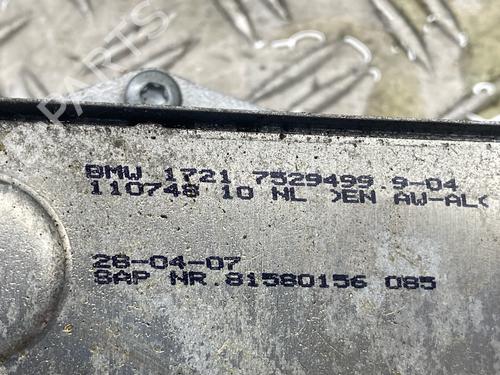 BMW 1721 7529499 9-04
110748 10 NL >EN AW-AL<
28-04-07
SAP NR.81580156 085